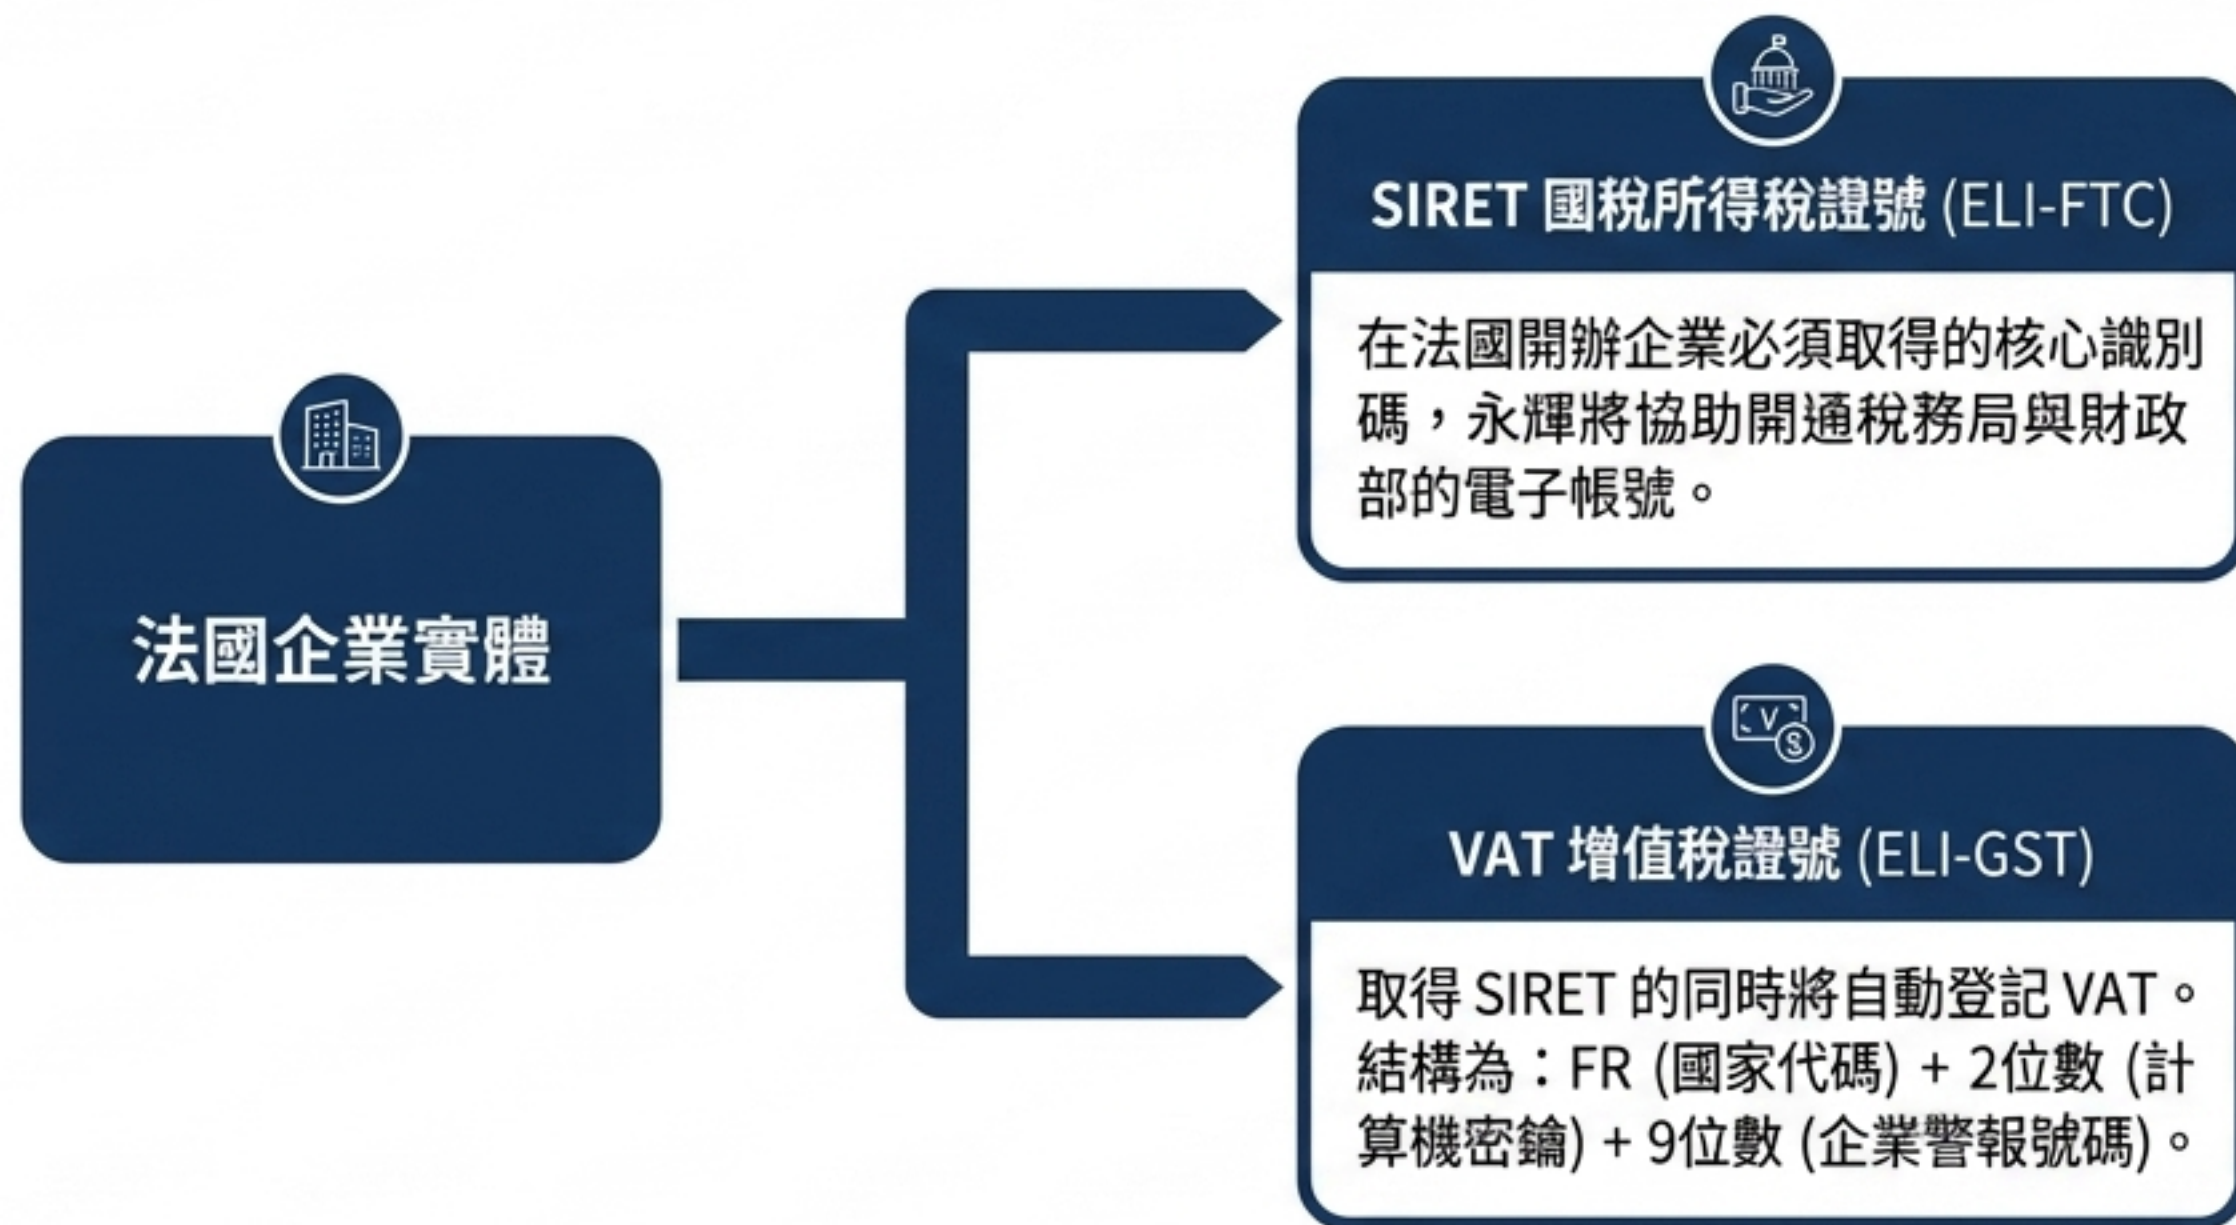 法國企業實體
SIRET 國稅所得稅證號 (ELI-FTC)
在法國開辦企業必須取得的核心識別
碼，永輝將協助開通稅務局與財政
部的電子帳號。
VAT 增值稅證號 (ELI-GST)
取得 SIRET 的同時將自動登記 VAT。
結構為：FR (國家代碼) + 2位數 (計
算機密鑰) + 9位數 (企業警報號碼)。